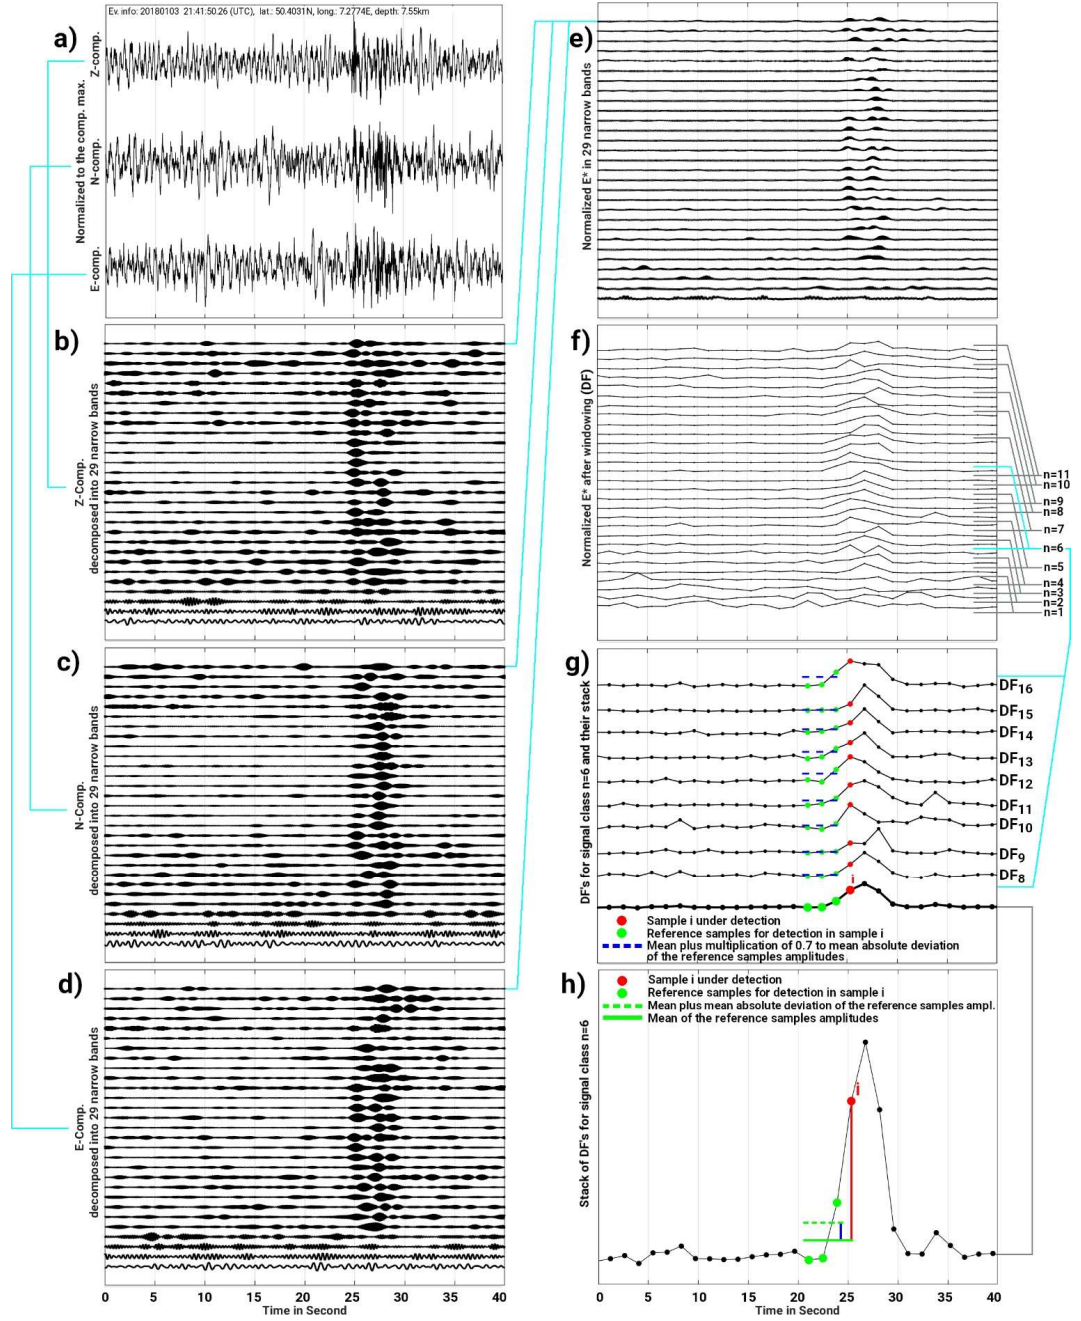 Ev. info: 20180103 21:41:50.26 (UTC), lat.: 50.4031N, long.: 7.2774E, depth: 7.55km
a)
Z-comp.
N-comp.
E-comp.
Normalized to the comp. max.
b)
Z-Comp.
decomposed into 29 narrow bands
c)
N-Comp.
decomposed into 29 narrow bands
d)
E-Comp.
decomposed into 29 narrow bands
0 5 10 15 20 25 30 35 40
Time in Second
e)
Normalized E* in 29 narrow bands
f)
Normalized E* after windowing (DF)
n=11
n=10
n=9
n=8
n=7
n=6
n=5
n=4
n=3
n=2
n=1
g)
DF's for signal class n=6 and their stack
DF16
DF15
DF14
DF13
DF12
DF11
DF10
DF9
DF8
i
Sample i under detection
Reference samples for detection in sample i
Mean plus multiplication of 0.7 to mean absolute deviation
of the reference samples amplitudes
h)
Sample i under detection
Reference samples for detection in sample i
Mean plus mean absolute deviation of the reference samples ampl.
Mean of the reference samples amplitudes
Stack of DF's for signal class n=6
i
0 5 10 15 20 25 30 35 40
Time in Second